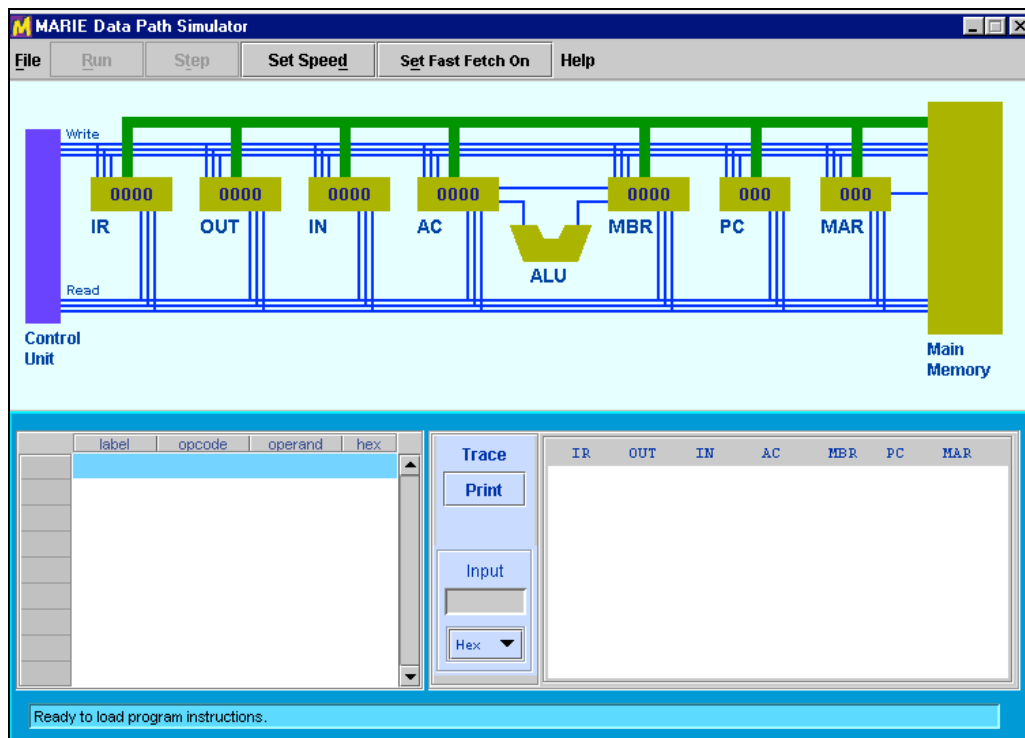 MARIE Data Path Simulator
File Run Step Set Speed Set Fast Fetch On Help
Write
0000 0000 0000 0000 0000 000 000
IR OUT IN AC MBR PC MAR
ALU
Read
Control
Unit
Main
Memory
label opcode operand hex
Trace
Print
Input
Hex
IR OUT IN AC MBR PC MAR
Ready to load program instructions.